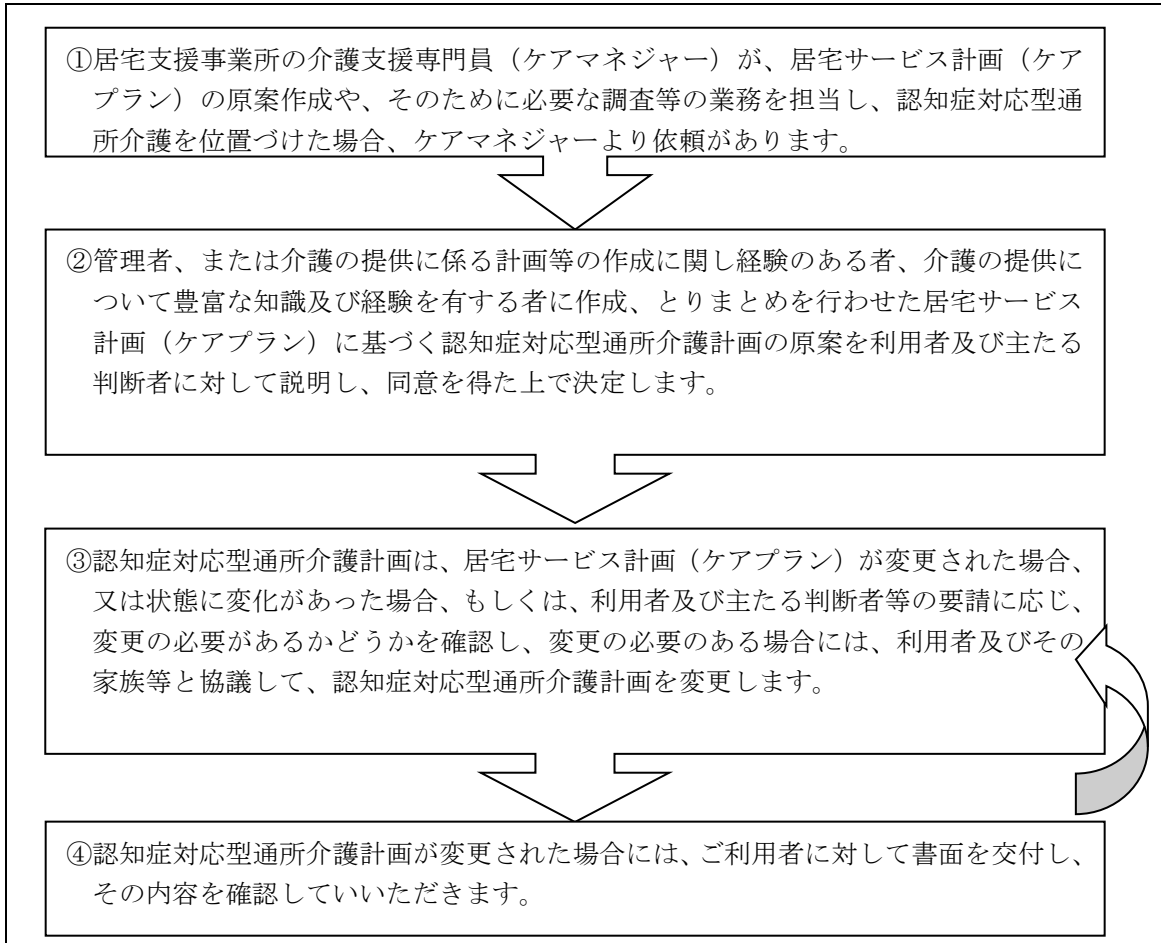 ①居宅支援事業所の介護支援専門員（ケアマネジャー）が、居宅サービス計画（ケア
プラン）の原案作成や、そのために必要な調査等の業務を担当し、認知症対応型通
所介護を位置づけた場合、ケアマネジャーより依頼があります。
②管理者、または介護の提供に係る計画等の作成に関し経験のある者、介護の提供に
ついて豊富な知識及び経験を有する者に作成、とりまとめを行わせた居宅サービス
計画（ケアプラン）に基づく認知症対応型通所介護計画の原案を利用者及び主たる
判断者に対して説明し、同意を得た上で決定します。
③認知症対応型通所介護計画は、居宅サービス計画（ケアプラン）が変更された場合、
又は状態に変化があった場合、もしくは、利用者及び主たる判断者等の要請に応じ、
変更の必要があるかどうかを確認し、変更の必要のある場合には、利用者及びその
家族等と協議して、認知症対応型通所介護計画を変更します。
④認知症対応型通所介護計画が変更された場合には、ご利用者に対して書面を交付し、
その内容を確認していいただきます。